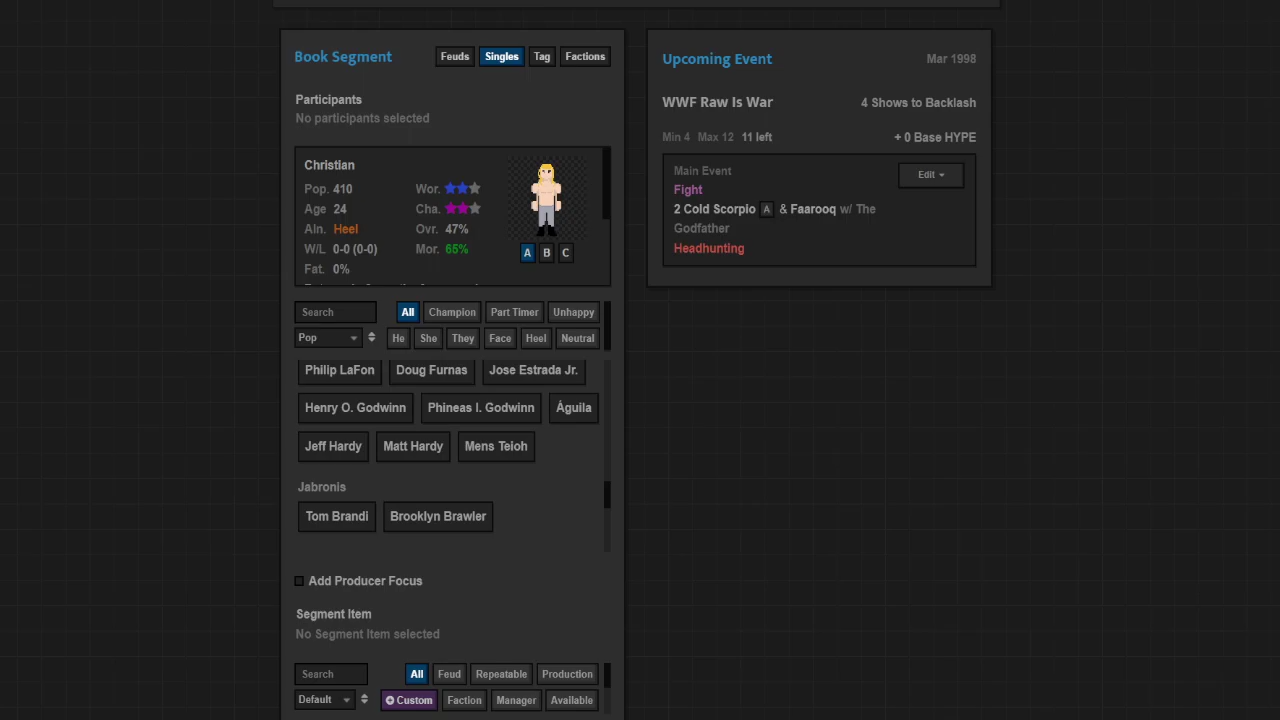 Book Segment
Feuds Singles Tag Factions
Participants
No participants selected
Christian
Pop. 410 Wor.
Age 24 Cha.
Aln. Heel Ovr. 47%
W/L 0-0 (0-0) Mor. 65%
A B C
Fat. 0%
Search All Champion Part Timer Unhappy
Pop He She They Face Heel Neutral
Philip LaFon Doug Furnas Jose Estrada Jr.
Henry O. Godwinn Phineas I. Godwinn Águila
Jeff Hardy Matt Hardy Mens Teioh
Jabronis
Tom Brandi Brooklyn Brawler
Add Producer Focus
Segment Item
No Segment Item selected
Search All Feud Repeatable Production
Default Custom Faction Manager Available
Upcoming Event Mar 1998
WWF Raw Is War 4 Shows to Backlash
Min 4 Max 12 11 left + 0 Base HYPE
Main Event Edit
Fight
2 Cold Scorpio A & Faarooq w/ The
Godfather
Headhunting